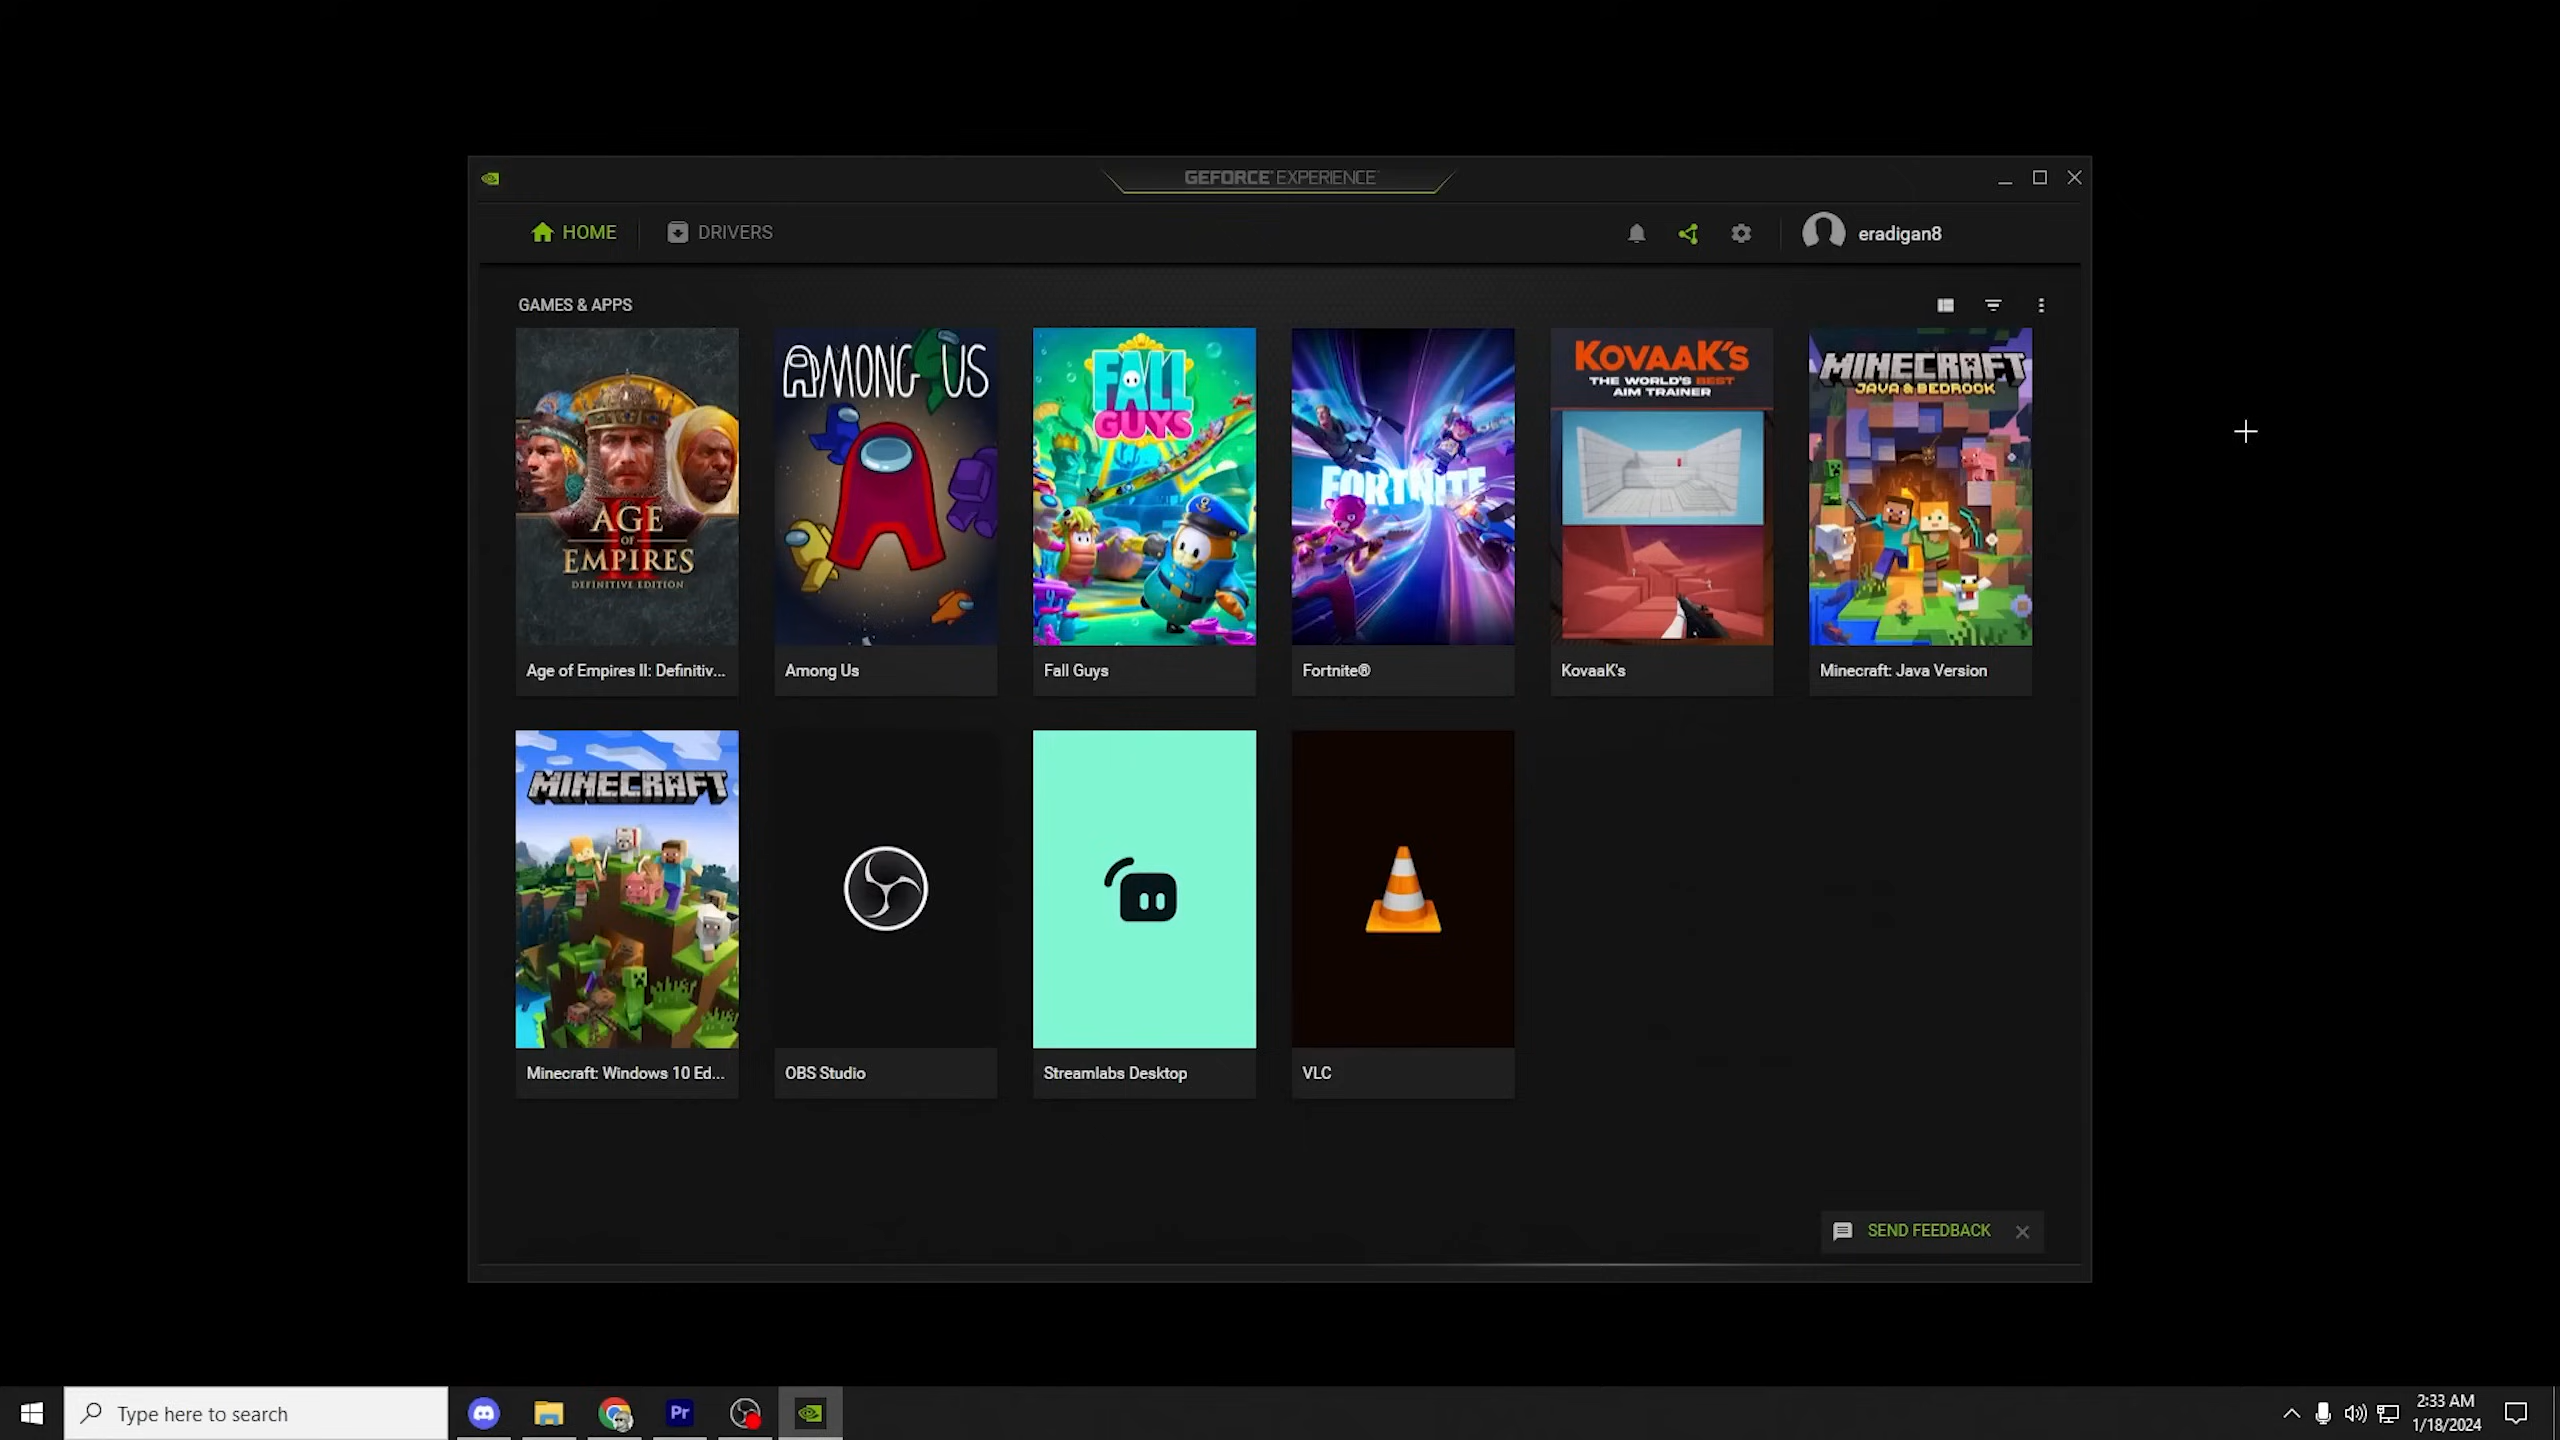 GEFORCE EXPERIENCE
HOME
DRIVERS
eradigan8
GAMES & APPS
AGE
OF
EMPIRES
II
DEFINITIVE EDITION
AMONG US
FALL
GUYS
FORTNITE
KOVAAK'S
THE WORLD'S BEST
AIM TRAINER
MINECRAFT
JAVA & BEDROCK
Age of Empires II: Definitiv...
Among Us
Fall Guys
Fortnite®
KovaaK's
Minecraft: Java Version
MINECRAFT
Minecraft: Windows 10 Ed...
OBS Studio
Streamlabs Desktop
VLC
SEND FEEDBACK
Type here to search
Pr
2:33 AM
1/18/2024